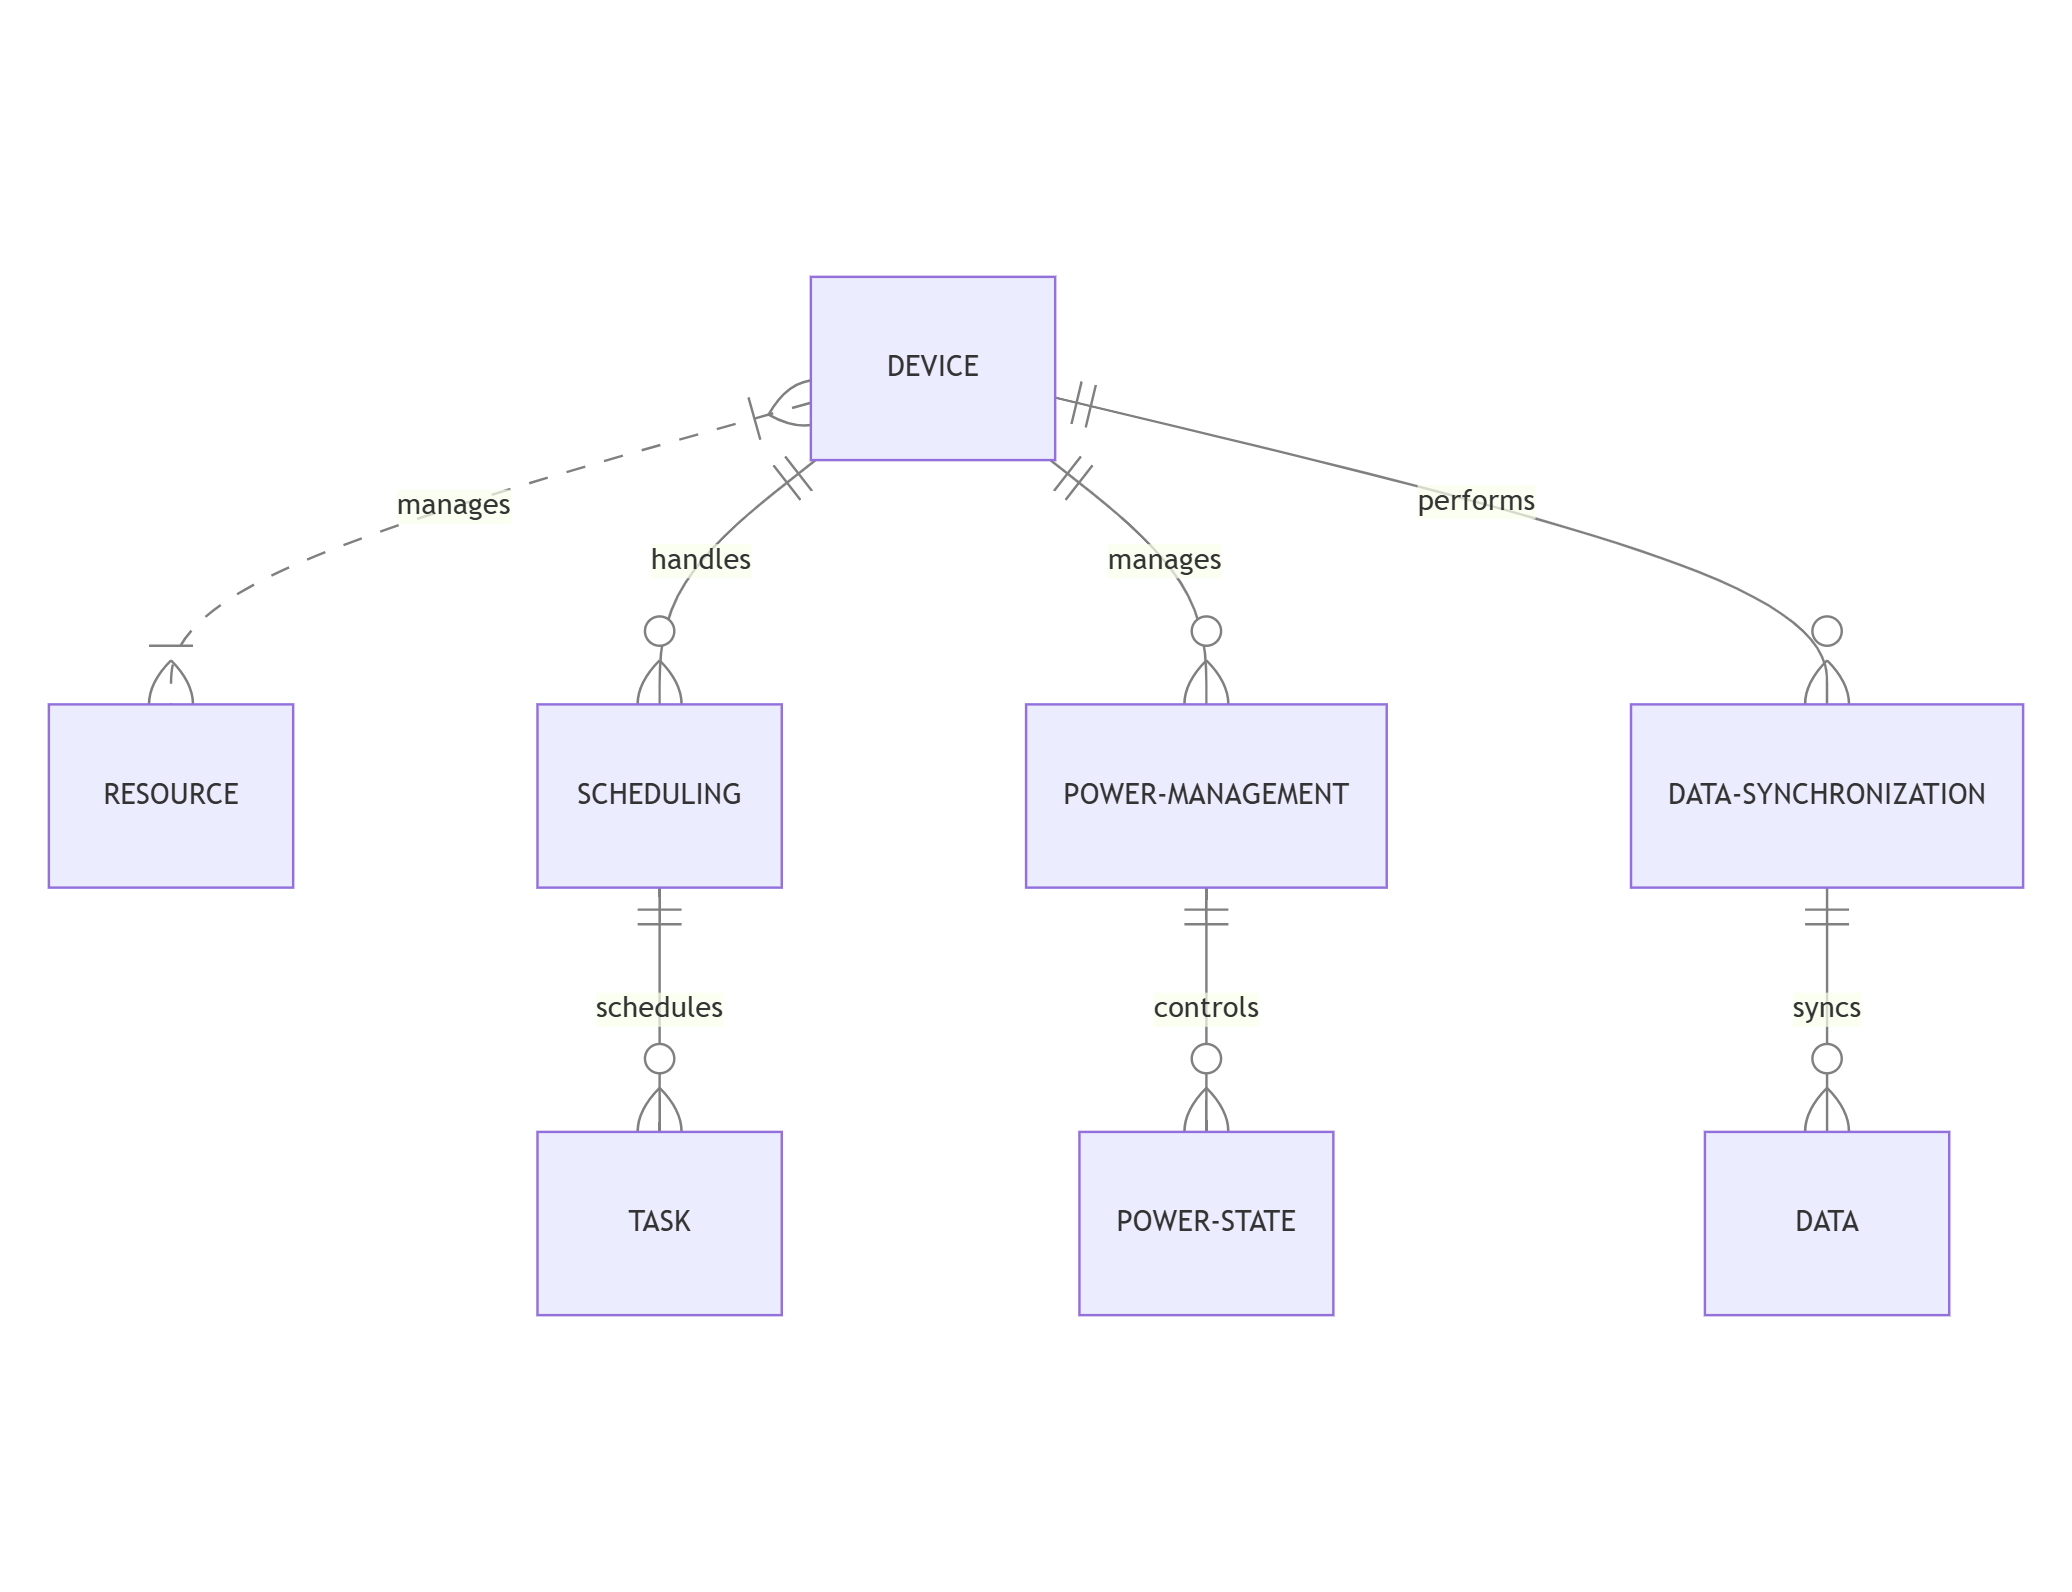 DEVICE
manages
performs
handles
manages
RESOURCE
SCHEDULING
POWER-MANAGEMENT
DATA-SYNCHRONIZATION
schedules
controls
syncs
TASK
POWER-STATE
DATA